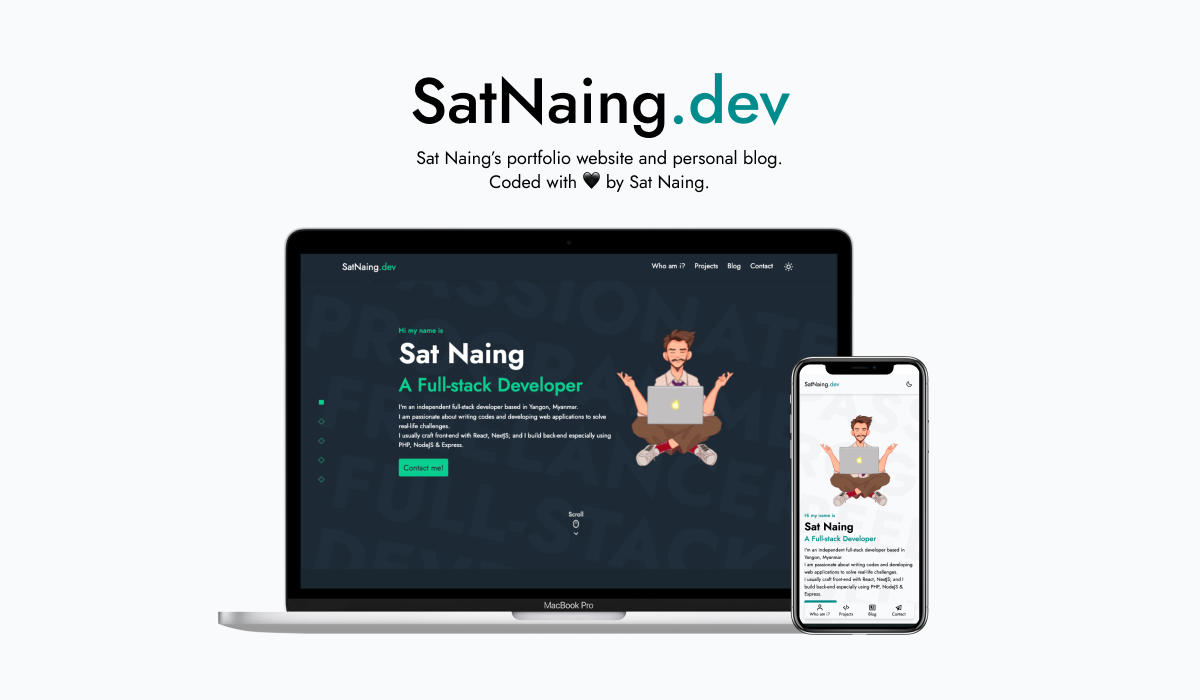 SatNaing.dev
Sat Naing's portfolio website and personal blog.
Coded with 🖤 by Sat Naing.
SatNaing.dev
Who am i?
Projects
Blog
Contact
PASSIONATE
PROGRAMMER
FREELANCER
FULL-STACK
Hi my name is
Sat Naing
A Full-stack Developer
I'm an independent full-stack developer based in Yangon, Myanmar.
I am passionate about writing codes and developing web applications to solve
real-life challenges.
I usually craft front-end with React, NextJS; and I build back-end especially using
PHP, NodeJS & Express.
Contact me!
Scroll
MacBook Pro
SatNaing.dev
Hi my name is
Sat Naing
A Full-stack Developer
I'm an independent full-stack developer based in
Yangon, Myanmar.
I am passionate about writing codes and developing
web applications to solve real-life challenges.
I usually craft front-end with React, NextJS; and I
build back-end especially using PHP, NodeJS &
Express.
Who am i?
Projects
Blog
Contact